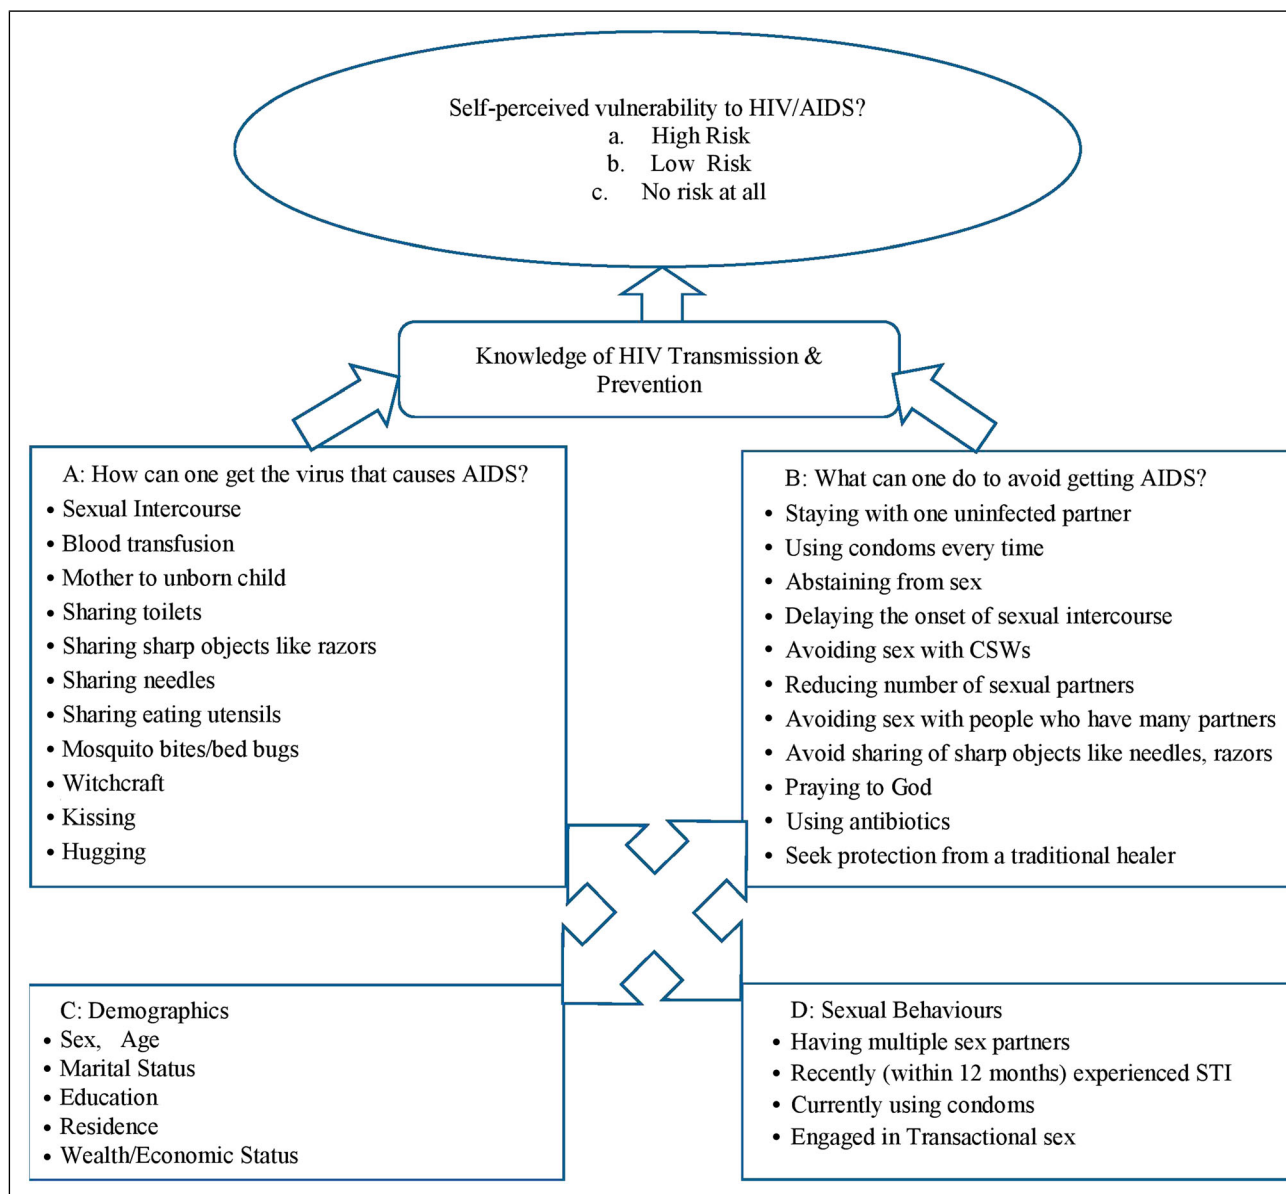 Self-perceived vulnerability to HIV/AIDS?
a. High Risk
b. Low Risk
c. No risk at all
Knowledge of HIV Transmission &
Prevention
A: How can one get the virus that causes AIDS?
• Sexual Intercourse
• Blood transfusion
• Mother to unborn child
• Sharing toilets
• Sharing sharp objects like razors
• Sharing needles
• Sharing eating utensils
• Mosquito bites/bed bugs
• Witchcraft
• Kissing
• Hugging
B: What can one do to avoid getting AIDS?
• Staying with one uninfected partner
• Using condoms every time
• Abstaining from sex
• Delaying the onset of sexual intercourse
• Avoiding sex with CSWs
• Reducing number of sexual partners
• Avoiding sex with people who have many partners
• Avoid sharing of sharp objects like needles, razors
• Praying to God
• Using antibiotics
• Seek protection from a traditional healer
C: Demographics
• Sex, Age
• Marital Status
• Education
• Residence
• Wealth/Economic Status
D: Sexual Behaviours
• Having multiple sex partners
• Recently (within 12 months) experienced STI
• Currently using condoms
• Engaged in Transactional sex